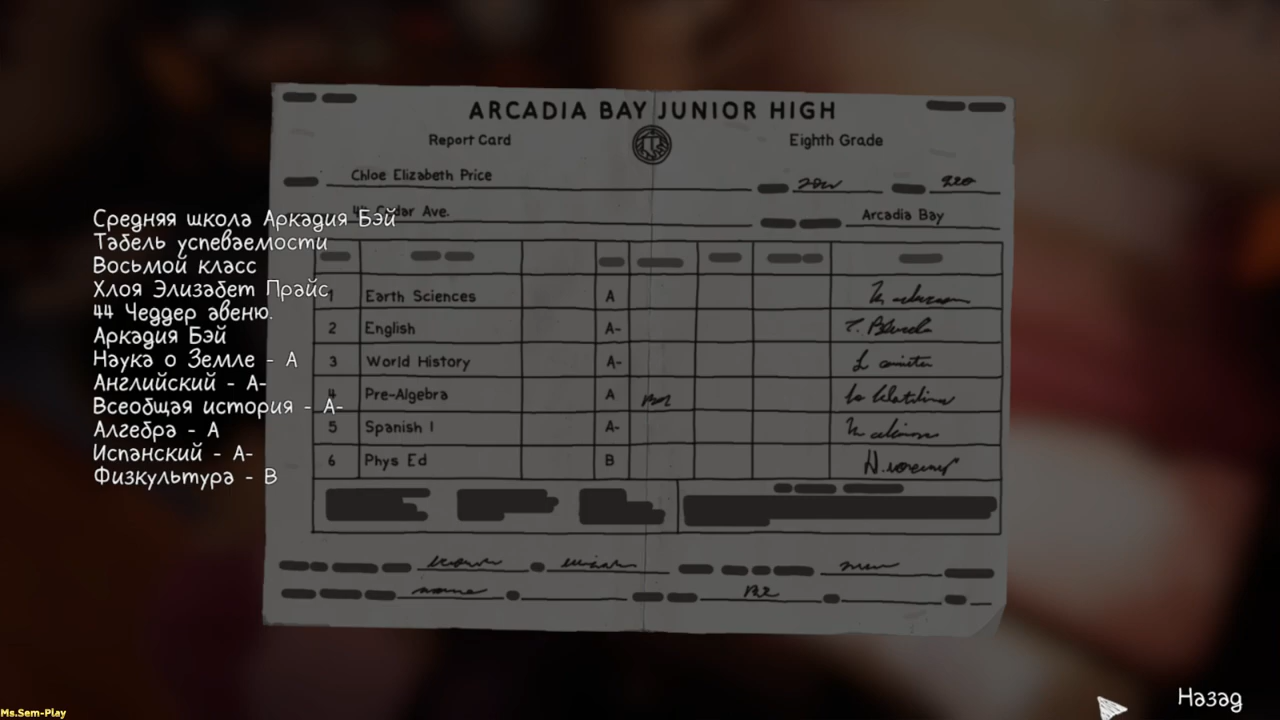 ARCADIA BAY JUNIOR HIGH
Report Card
Eighth Grade
Chloe Elizabeth Price
Ave.
Arcadia Bay
1 Earth Sciences A
2 English A-
3 World History A-
4 Pre-Algebra A
5 Spanish I A-
6 Phys Ed B
Средняя школа Аркадия Бэй
Табель успеваемости
Восьмой класс
Хлоя Элизабет Прайс
44 Чеддер авеню.
Аркадия Бэй
Наука о Земле - A
Английский - A-
Всеобщая история - A-
Алгебра - A
Испанский - A-
Физкультура - B
Назад
Ms.Sem-Play